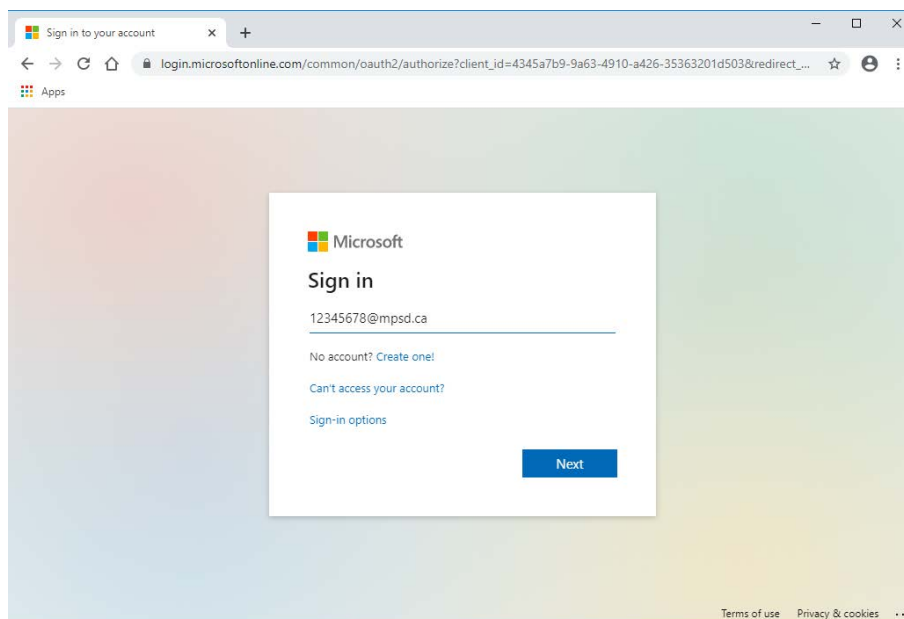 Sign in to your account
login.microsoftonline.com/common/oauth2/authorize?client_id=4345a7b9-9a63-4910-a426-35363201d503&redirect_...
Apps
Microsoft
Sign in
12345678@mpsd.ca
No account? Create one!
Can't access your account?
Sign-in options
Next
Terms of use Privacy & cookies